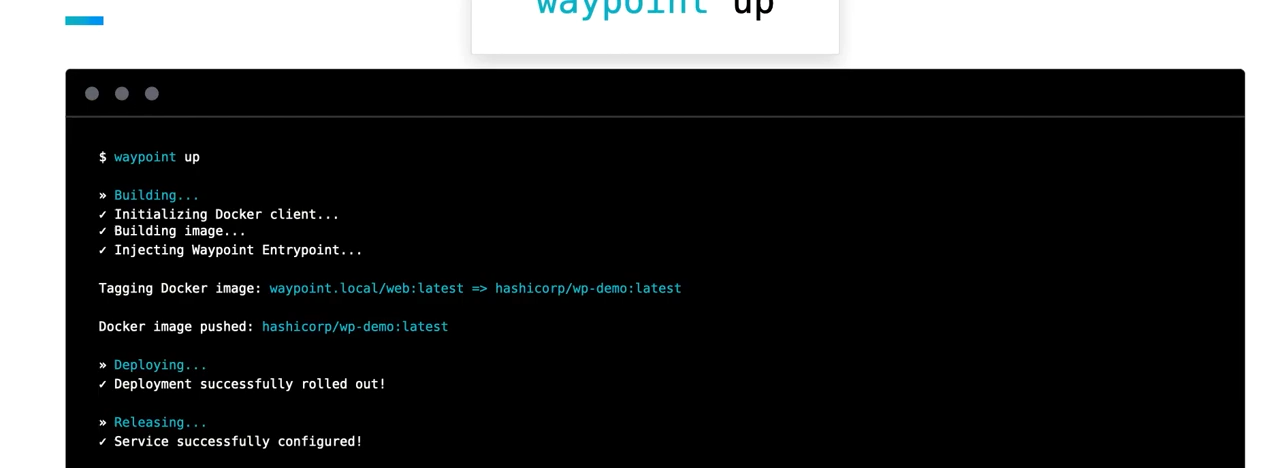 waypoint up
$ waypoint up
» Building...
✓ Initializing Docker client...
✓ Building image...
✓ Injecting Waypoint Entrypoint...
Tagging Docker image: waypoint.local/web:latest => hashicorp/wp-demo:latest
Docker image pushed: hashicorp/wp-demo:latest
» Deploying...
✓ Deployment successfully rolled out!
» Releasing...
✓ Service successfully configured!